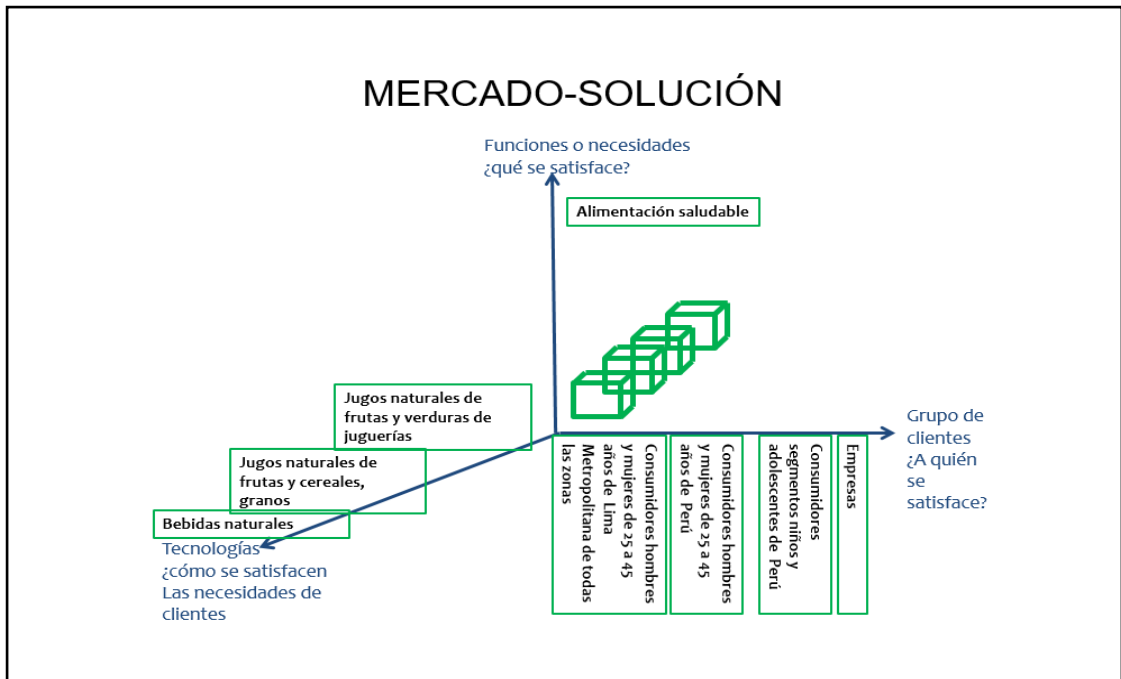 MERCADO-SOLUCIÓN
Funciones o necesidades
¿qué se satisface?
Alimentación saludable
Jugos naturales de
frutas y verduras de
juguerías
Jugos naturales de
frutas y cereales,
granos
Bebidas naturales
Tecnologías
¿cómo se satisfacen
Las necesidades de
clientes
Consumidores hombres
y mujeres de 25 a 45
años de Lima
Metropolitana de todas
las zonas
Consumidores hombres
y mujeres de 25 a 45
años de Perú
Consumidores
segmentos niños y
adolescentes de Perú
Empresas
Grupo de
clientes
¿A quién
se
satisface?